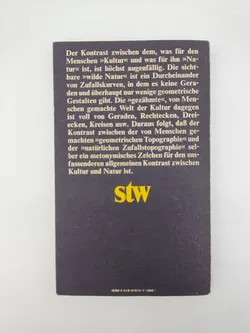 Der Kontrast zwischen dem, was für den
Menschen »Kultur« und was für ihn »Na-
tur« ist, ist höchst augenfällig. Die sicht-
bare »wilde Natur« ist ein Durcheinander
von Zufallskurven, in dem es keine Gera-
den und überhaupt nur wenige geometrische
Gestalten gibt. Die »gezähmte«, von Men-
schen gemachte Welt der Kultur dagegen
ist voll von Geraden, Rechtecken, Drei-
ecken, Kreisen usw. Daraus folgt, daß der
Kontrast zwischen der von Menschen ge-
machten »geometrischen Topographie« und
der »natürlichen Zufallstopographie« sel-
ber ein metonymisches Zeichen für den um-
fassenderen allgemeinen Kontrast zwischen
Kultur und Natur ist.
stw